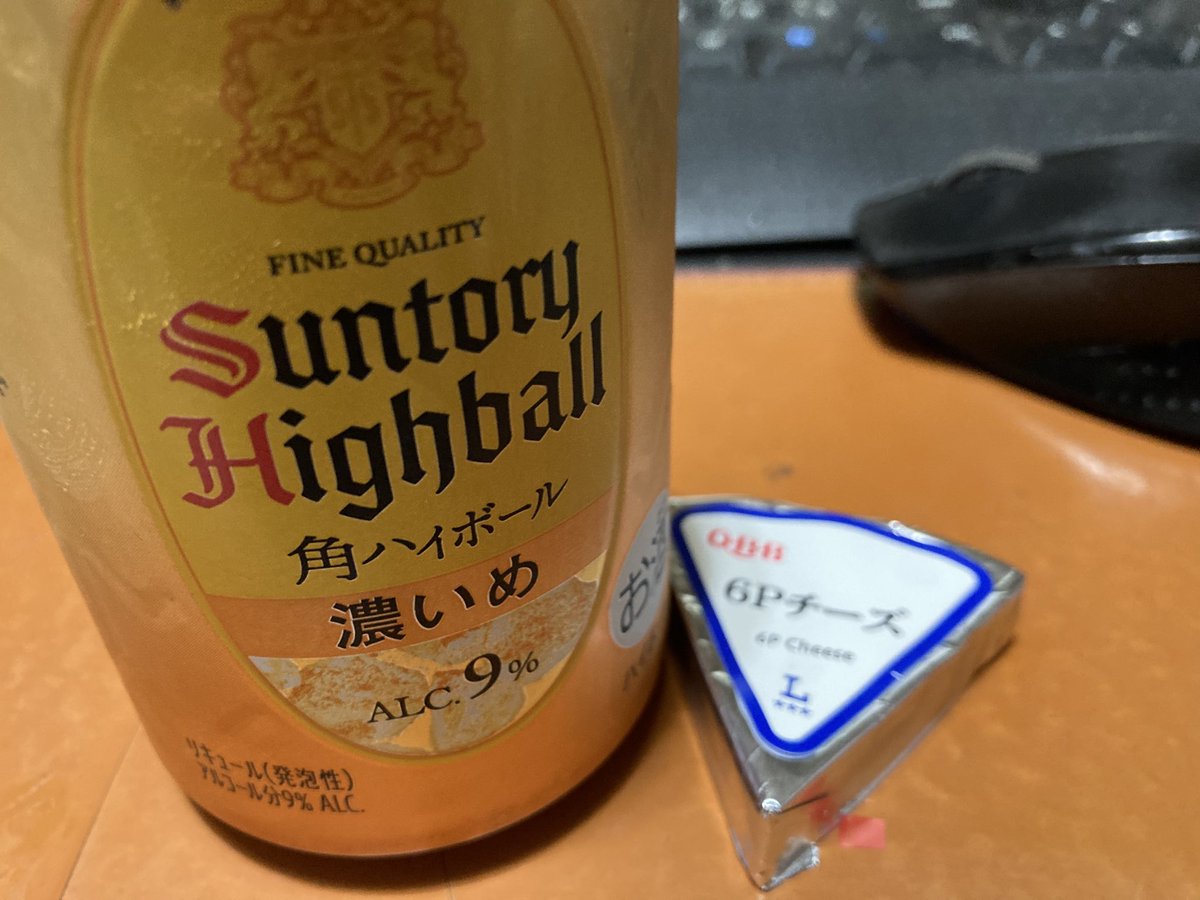 FINE QUALITY
Suntory
Highball
角ハイボール
濃いめ
ALC.9%
リキュール(発泡性)
アルコール分9% ALC.
QBB
6Pチーズ
6P Cheese
L